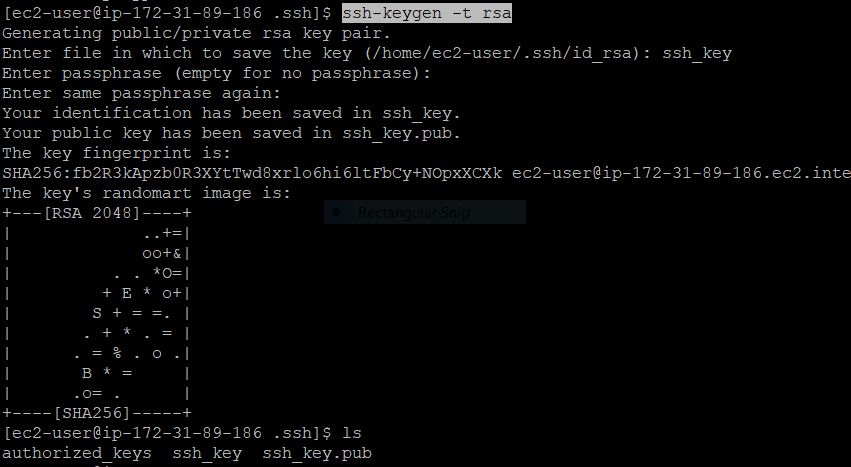 [ec2-user@ip-172-31-89-186 .ssh]$ ssh-keygen -t rsa
Generating public/private rsa key pair.
Enter file in which to save the key (/home/ec2-user/.ssh/id_rsa): ssh_key
Enter passphrase (empty for no passphrase):
Enter same passphrase again:
Your identification has been saved in ssh_key.
Your public key has been saved in ssh_key.pub.
The key fingerprint is:
SHA256:fb2R3kApzb0R3XYtTwd8xrlo6hi6ltFbCy+NOpxXCXk ec2-user@ip-172-31-89-186.ec2.inte
The key's randomart image is:
+---[RSA 2048]----+
Rectangular Snip
|             ..+=|
|             oo+&|
|          . . *O=|
|         + E * o+|
|        S + = =. |
|       . + * . = |
|      . = % . o .|
|       B * =     |
|      .o= .      |
+----[SHA256]-----+
[ec2-user@ip-172-31-89-186 .ssh]$ ls
authorized_keys  ssh_key  ssh_key.pub